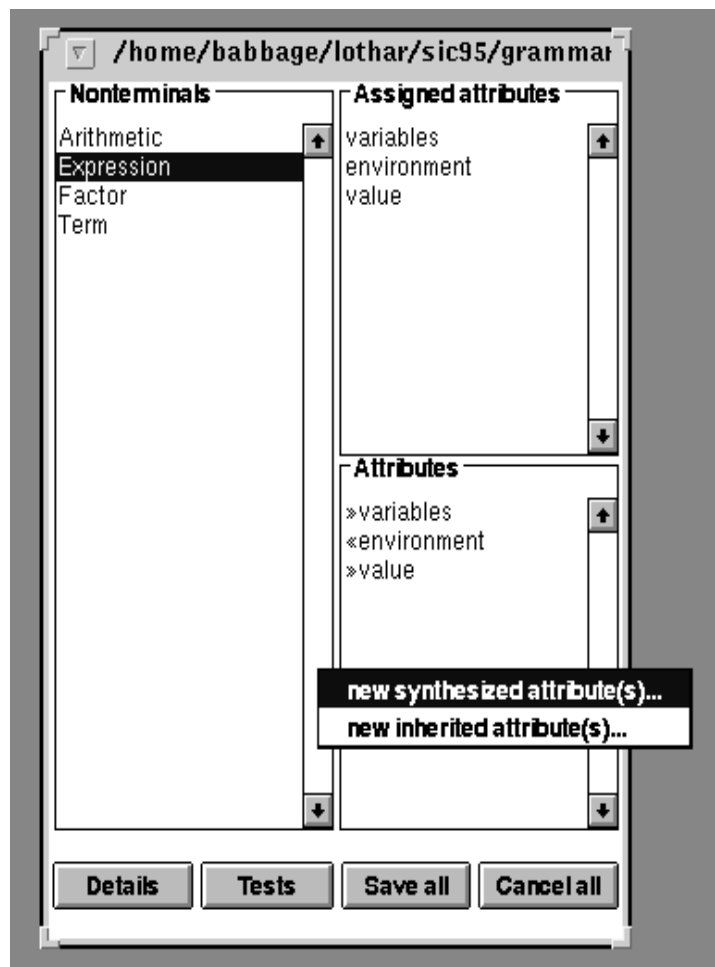 /home/babbage/lothar/sic95/grammar
Nonterminals
Arithmetic
Expression
Factor
Term
Assigned attributes
variables
environment
value
Attributes
»variables
«environment
»value
new synthesized attribute(s)...
new inherited attribute(s)...
Details
Tests
Save all
Cancel all